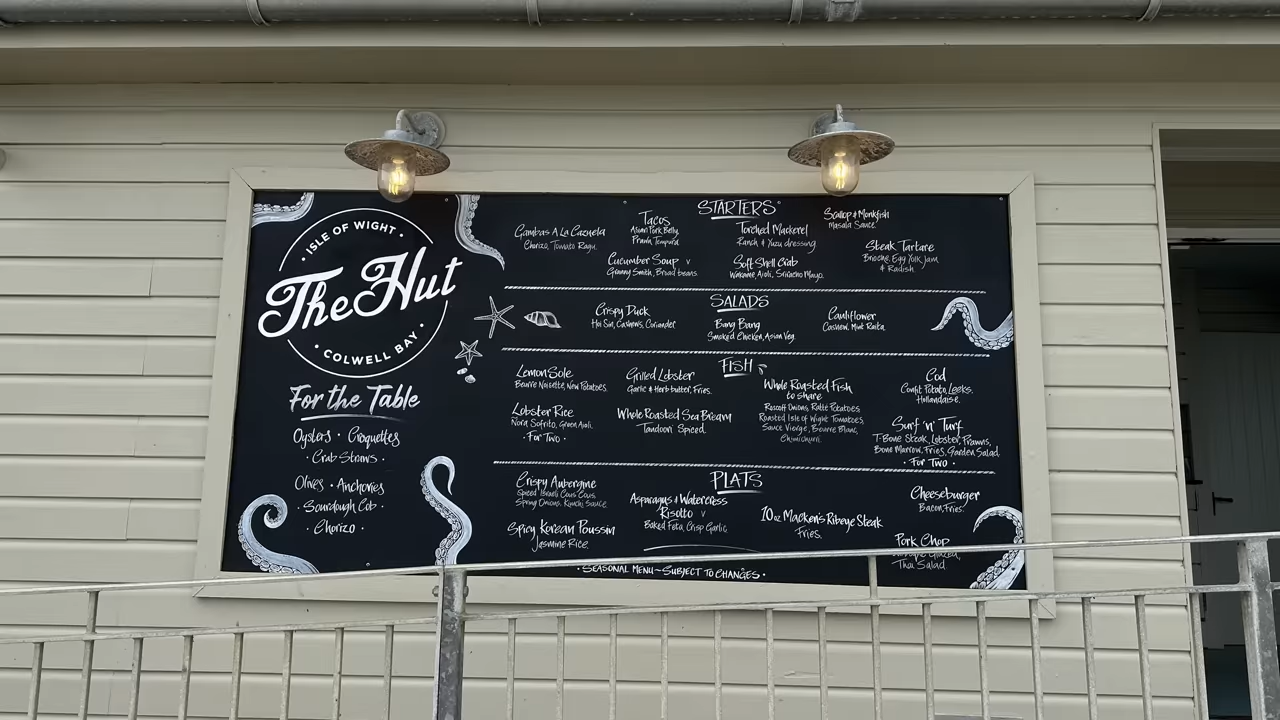 ISLE OF WIGHT
The Hut
COLWELL BAY
For the Table
Oysters · Croquettes
· Crab Straws ·
Olives · Anchovies
· Sourdough Cob ·
· Chorizo ·
STARTERS
Gambas A La Cazuela
Chorizo, Tomato Ragu.
Tacos
Pork Belly,
Prawn Tempura
Torched Mackerel
Ranch & Yuzu dressing
Scallop & Monkfish
Masala Sauce.
Cucumber Soup v
Granny Smith, Broad beans
Soft Shell Crab
Wakame, Aioli, Sriracha Mayo.
Steak Tartare
Brioche, Egg Yolk Jam
& Radish
SALADS
Crispy Duck
Hoi Sin, Cashews, Coriander
Bang Bang
Smoked Chicken, Asian Veg.
Cauliflower
Cashew, Mint Raita
FISH
Lemon Sole
Beurre Noisette, New Potatoes.
Grilled Lobster
Garlic & Herb butter, Fries.
Whole Roasted Fish
to share
Roscoff Onions, Ratte Potatoes,
Roasted Isle of Wight Tomatoes,
Sauce Vierge, Beurre Blanc,
Chimichurri.
Cod
Confit Potato, Leeks,
Hollandaise.
Lobster Rice
Nora Sofrito, Green Aioli.
· For Two ·
Whole Roasted Sea Bream
Tandoori Spiced.
Surf 'n' Turf
T-Bone Steak, Lobster, Prawns,
Bone Marrow, Fries, Garden Salad.
· For Two ·
PLATS
Crispy Aubergine
Spiced Israeli Cous Cous,
Spring Onions, Kimchi Sauce.
Asparagus & Watercress
Risotto v
Baked Feta, Crisp Garlic
10oz Macken's Ribeye Steak
Fries.
Cheeseburger
Bacon, Fries.
Spicy Korean Poussin
Jasmine Rice.
Pork Chop
Thai Salad.
· SEASONAL MENU ~ SUBJECT TO CHANGES ·